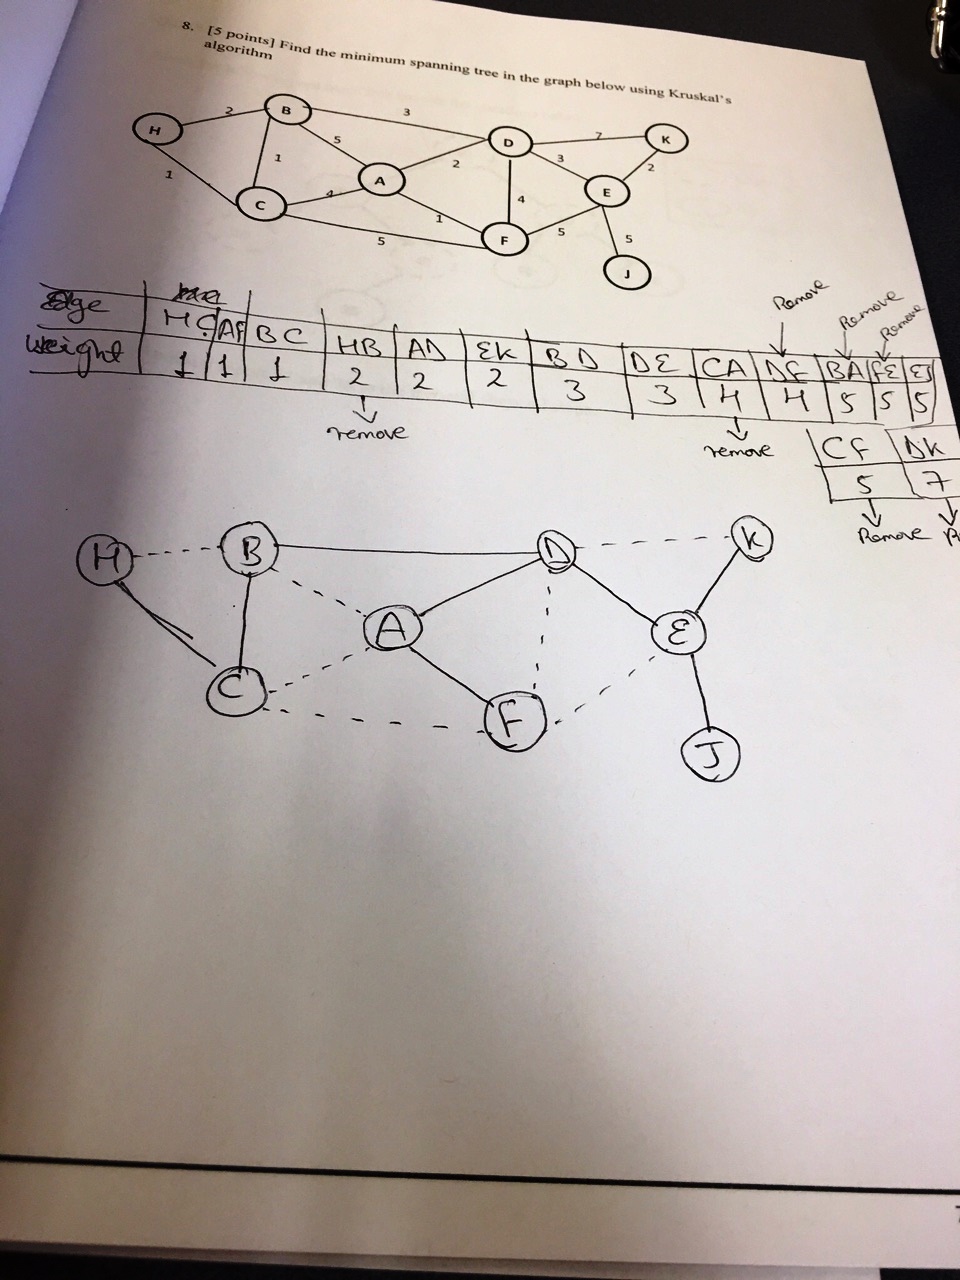 8. [5 points] Find the minimum spanning tree in the graph below using Kruskal's
algorithm
H 2 B 3 D 7 K
1 1 5 A 2 3 2 E
C 4 1 4
5 F 5 5
J
Remove Remove Remove
Edge HC AF BC HB AD EK BD DE CA DF BA FE EJ
Weight 1 1 1 2 2 2 3 3 4 4 5 5 5
remove remove
CF DK
5 7
Remove
H B D K
A E
C F
J